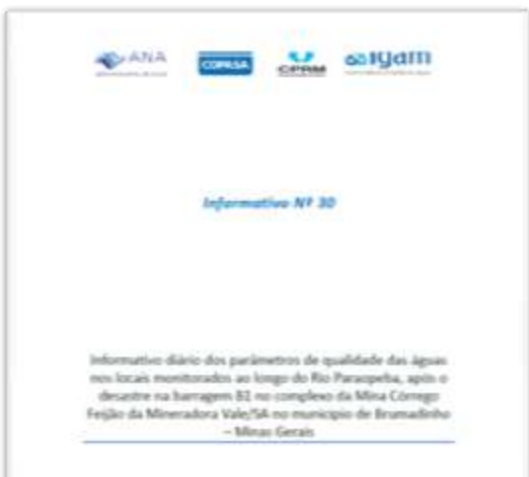 ANA
COPASA CPRM igam
Informativo Nº 30
Informativo diário dos parâmetros de qualidade das águas
nos locais monitorados ao longo do Rio Paraopeba, após o
desastre na barragem B1 no complexo da Mina Córrego
Feijão da Mineradora Vale/SA no município de Brumadinho
– Minas Gerais